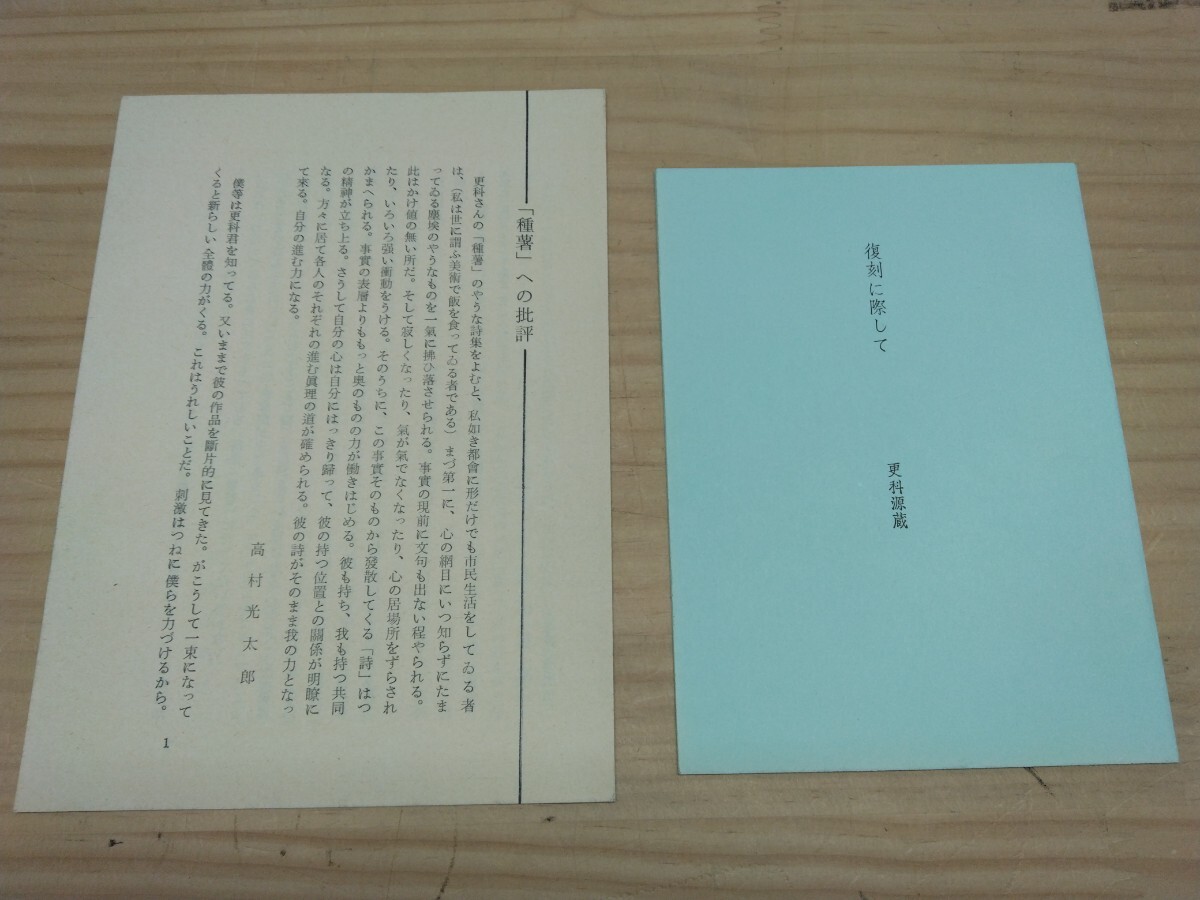 「種薯」への批評
更科さんの「種薯」のやうな詩集をよむと、私如き都會に形だけでも市民生活をしてゐる者
は、(私は世に謂ふ美術で飯を食ってゐる者である) まづ第一に、心の網目にいつ知らずにたま
ってゐる塵埃のやうなものを一氣に拂ひ落させられる。事實の現前に文句も出ない程やられる。
此はかけ値の無い所だ。そして寂しくなったり、氣が氣でなくなったり、心の居場所をずらされ
たり、いろいろ强い衝動をうける。そのうちに、この事實そのものから發散してくる「詩」はつ
かまへられる。事實の表層よりももっと奥のものの力が働きはじめる。彼も持ち、我も持つ共同
の精神が立ち上る。さうして自分の心は自分にはっきり歸って、彼の持つ位置との關係が明瞭に
なる。方々に居て各人のそれぞれの進む眞理の道が確められる。彼の詩がそのまま我の力となっ
て来る。自分の進む力になる。
高村光太郎
僕等は更科君を知ってる。又いままで彼の作品を斷片的に見てきた。がこうして一束になって
くると新らしい全體の力がくる。これはうれしいことだ。刺激はつねに僕らを力づけるから。
1
復刻に際して
更科源蔵